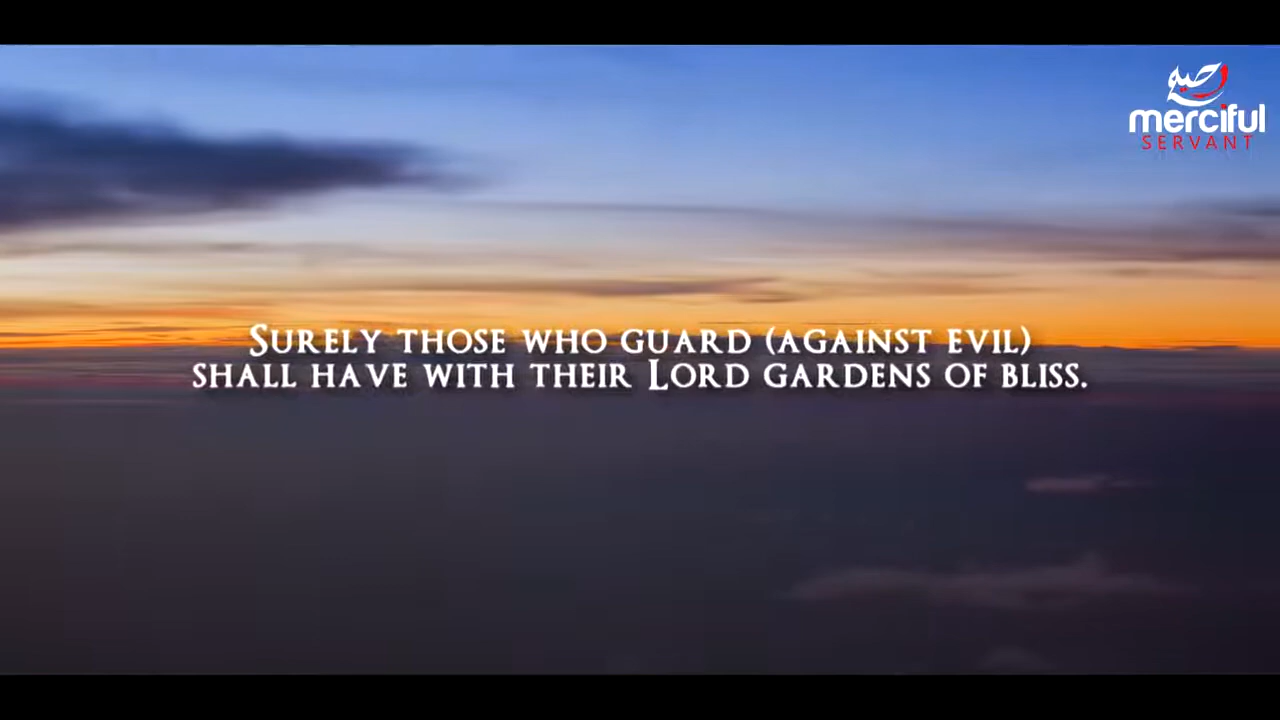 merciful
SERVANT
SURELY THOSE WHO GUARD (AGAINST EVIL)
SHALL HAVE WITH THEIR LORD GARDENS OF BLISS.